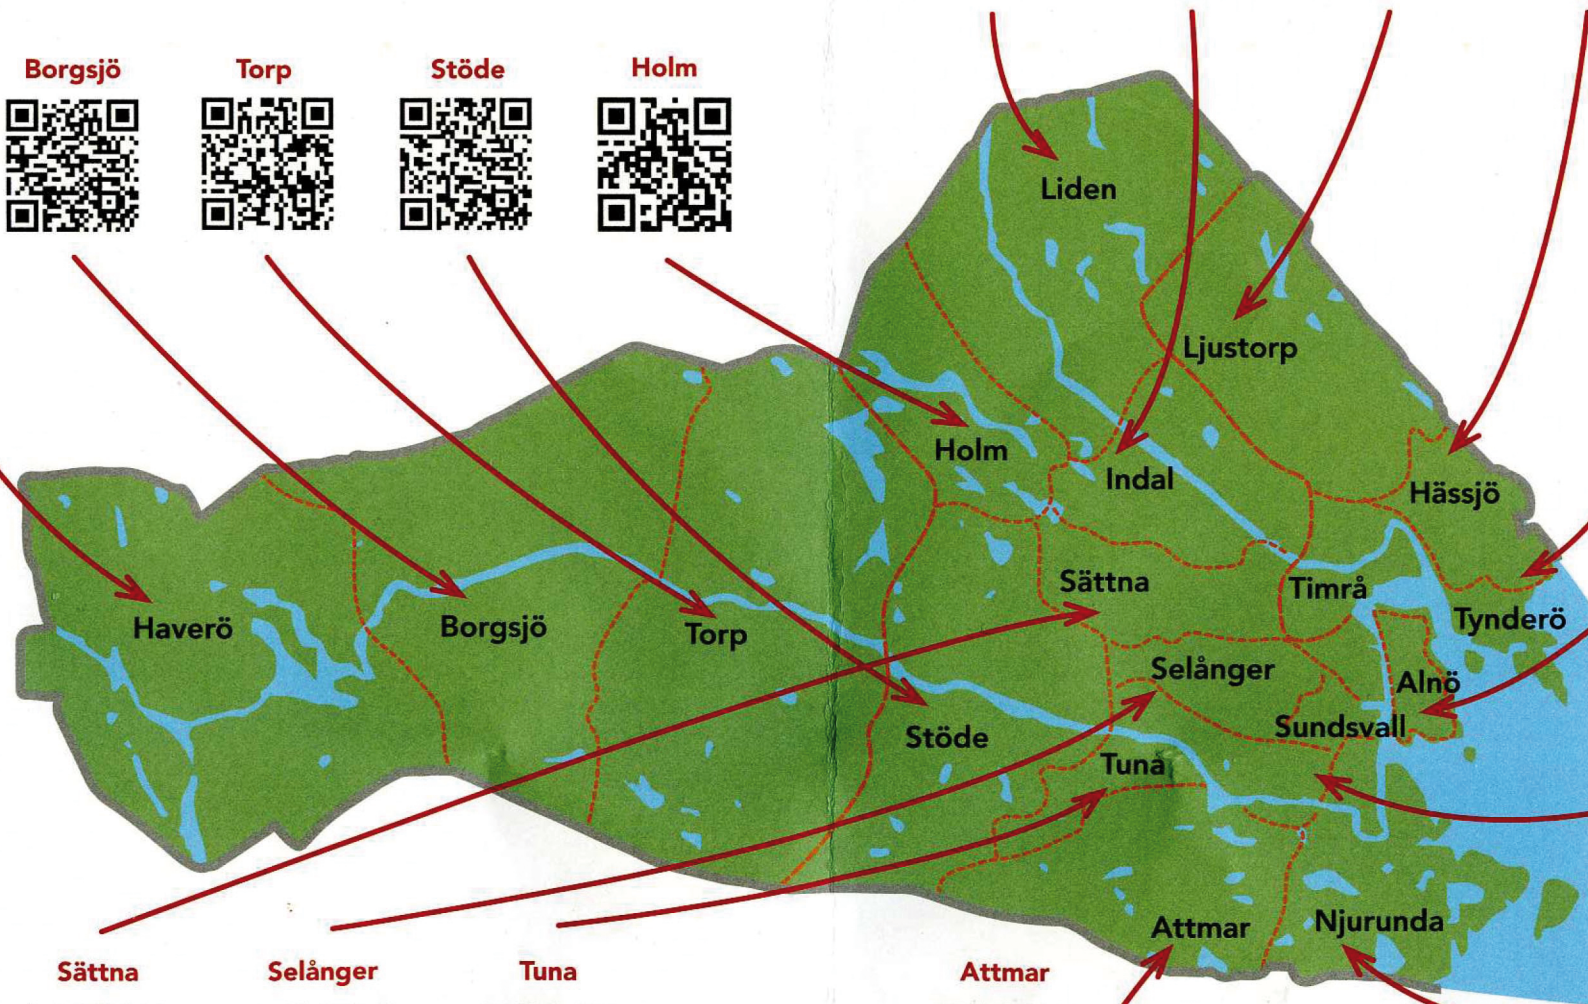 Borgsjö
Torp
Stöde
Holm
Liden
Ljustorp
Holm
Indal
Hässjö
Sättna
Timrå
Haverö
Borgsjö
Torp
Tynderö
Selånger
Alnö
Stöde
Sundsvall
Tuna
Attmar
Njurunda
Sättna
Selånger
Tuna
Attmar